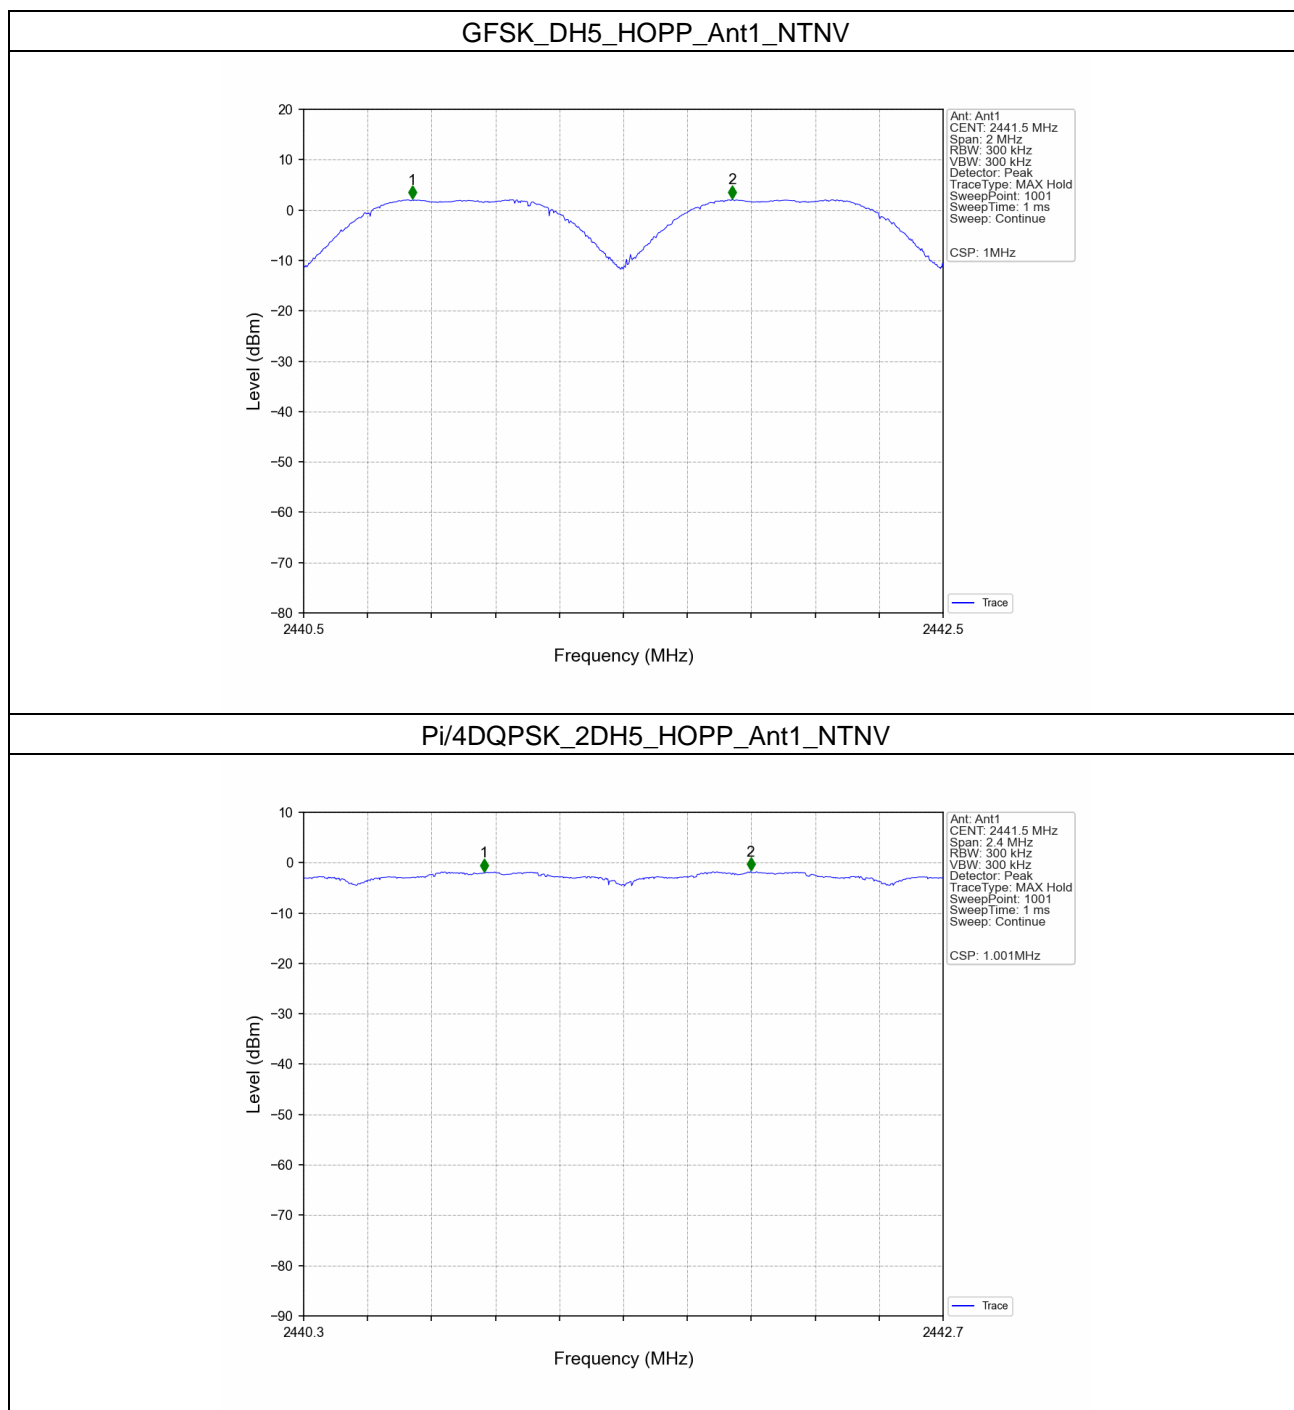 GFSK_DH5_HOPP_Ant1_NTNV
20
10
0
−10
−20
−30
−40
−50
−60
−70
−80
Level (dBm)
1
2
2440.5
2442.5
Frequency (MHz)
Ant: Ant1
CENT: 2441.5 MHz
Span: 2 MHz
RBW: 300 kHz
VBW: 300 kHz
Detector: Peak
TraceType: MAX Hold
SweepPoint: 1001
SweepTime: 1 ms
Sweep: Continue
CSP: 1MHz
Trace
Pi/4DQPSK_2DH5_HOPP_Ant1_NTNV
10
0
−10
−20
−30
−40
−50
−60
−70
−80
−90
Level (dBm)
1
2
2440.3
2442.7
Frequency (MHz)
Ant: Ant1
CENT: 2441.5 MHz
Span: 2.4 MHz
RBW: 300 kHz
VBW: 300 kHz
Detector: Peak
TraceType: MAX Hold
SweepPoint: 1001
SweepTime: 1 ms
Sweep: Continue
CSP: 1.001MHz
Trace